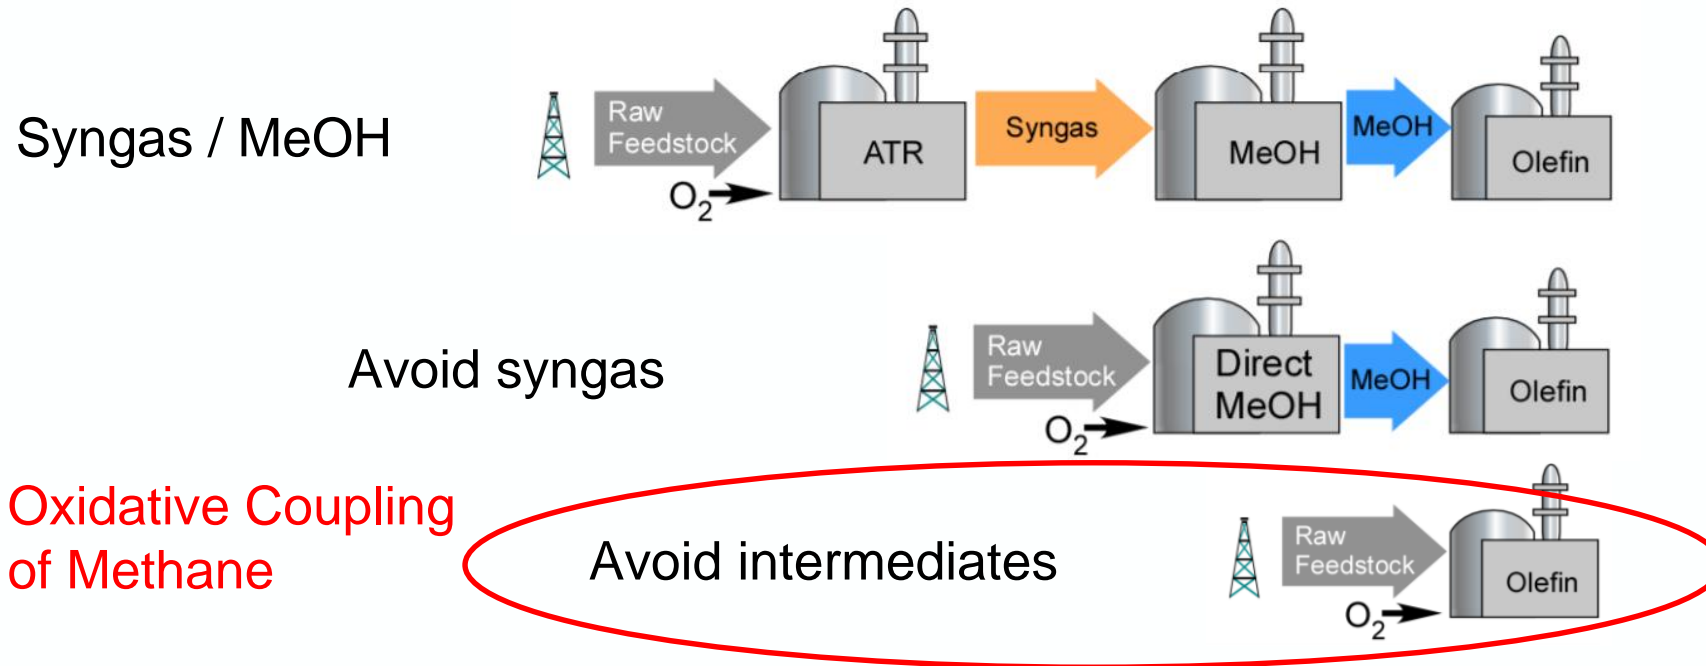 Syngas / MeOH
Raw
Feedstock
O2
ATR
Syngas
MeOH
MeOH
Olefin
Avoid syngas
Raw
Feedstock
O2
Direct
MeOH
MeOH
Olefin
Oxidative Coupling
of Methane
Avoid intermediates
Raw
Feedstock
O2
Olefin